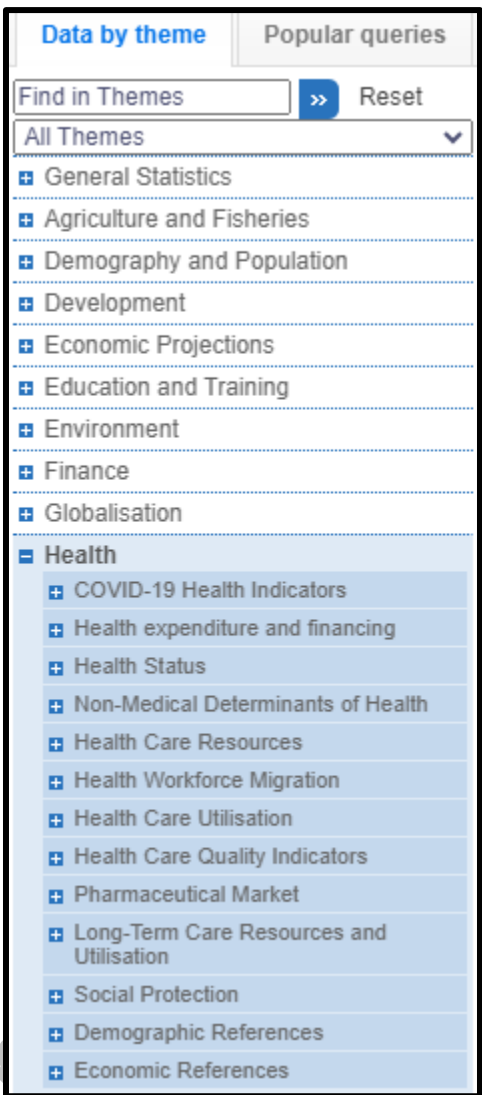 Data by theme Popular queries
Find in Themes » Reset
All Themes
General Statistics
Agriculture and Fisheries
Demography and Population
Development
Economic Projections
Education and Training
Environment
Finance
Globalisation
Health
COVID-19 Health Indicators
Health expenditure and financing
Health Status
Non-Medical Determinants of Health
Health Care Resources
Health Workforce Migration
Health Care Utilisation
Health Care Quality Indicators
Pharmaceutical Market
Long-Term Care Resources and
Utilisation
Social Protection
Demographic References
Economic References